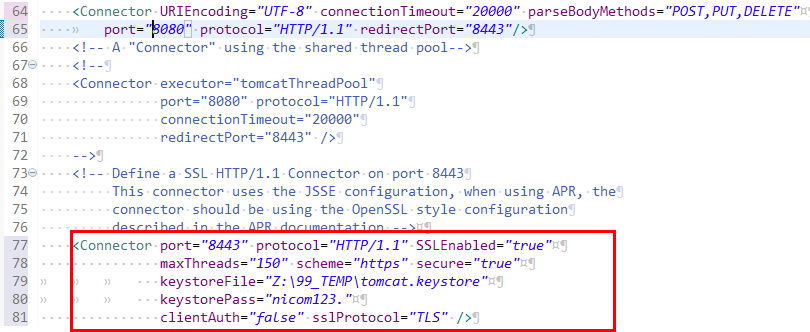 64 <Connector URIEncoding="UTF-8" connectionTimeout="20000" parseBodyMethods="POST,PUT,DELETE"
65 port="8080" protocol="HTTP/1.1" redirectPort="8443"/>
66 <!-- A "Connector" using the shared thread pool-->
67 <!--
68 <Connector executor="tomcatThreadPool"
69 port="8080" protocol="HTTP/1.1"
70 connectionTimeout="20000"
71 redirectPort="8443" />
72 -->
73 <!-- Define a SSL HTTP/1.1 Connector on port 8443
74 This connector uses the JSSE configuration, when using APR, the
75 connector should be using the OpenSSL style configuration
76 described in the APR documentation -->
77 <Connector port="8443" protocol="HTTP/1.1" SSLEnabled="true"
78 maxThreads="150" scheme="https" secure="true"
79 keystoreFile="Z:\99_TEMP\tomcat.keystore"
80 keystorePass="nicom123."
81 clientAuth="false" sslProtocol="TLS" />